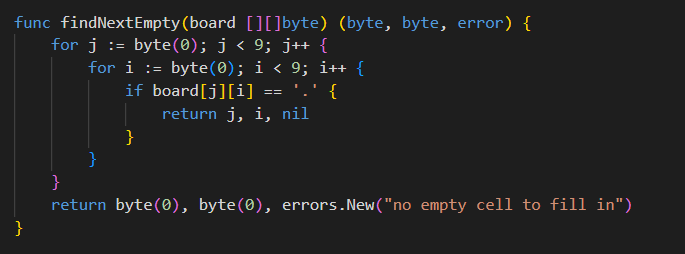 func findNextEmpty(board [][]byte) (byte, byte, error) {
    for j := byte(0); j < 9; j++ {
        for i := byte(0); i < 9; i++ {
            if board[j][i] == '.' {
                return j, i, nil
            }
        }
    }
    return byte(0), byte(0), errors.New("no empty cell to fill in")
}